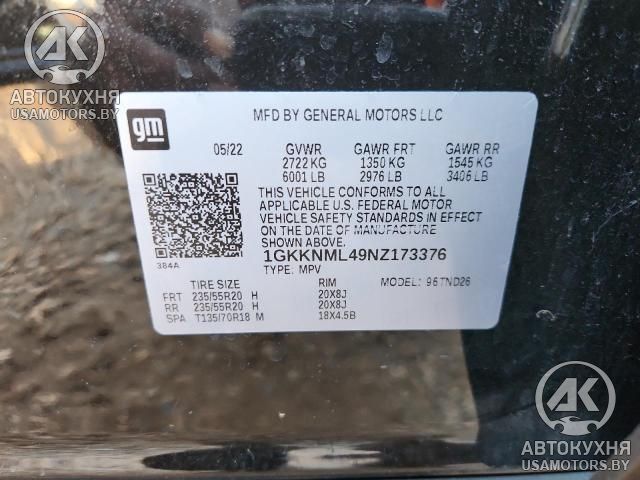 AK
АВТОКУХНЯ
USAMOTORS.BY
gm
MFD BY GENERAL MOTORS LLC
05/22 GVWR GAWR FRT GAWR RR
2722 KG 1350 KG 1545 KG
6001 LB 2976 LB 3406 LB
THIS VEHICLE CONFORMS TO ALL
APPLICABLE U.S. FEDERAL MOTOR
VEHICLE SAFETY STANDARDS IN EFFECT
ON THE DATE OF MANUFACTURE
SHOWN ABOVE.
384A
1GKKNML49NZ173376
TYPE: MPV MODEL: 96TND26
TIRE SIZE RIM
FRT 235/55R20 H 20X8J
RR 235/55R20 H 20X8J
SPA T135/70R18 M 18X4.5B
AK
АВТОКУХНЯ
USAMOTORS.BY